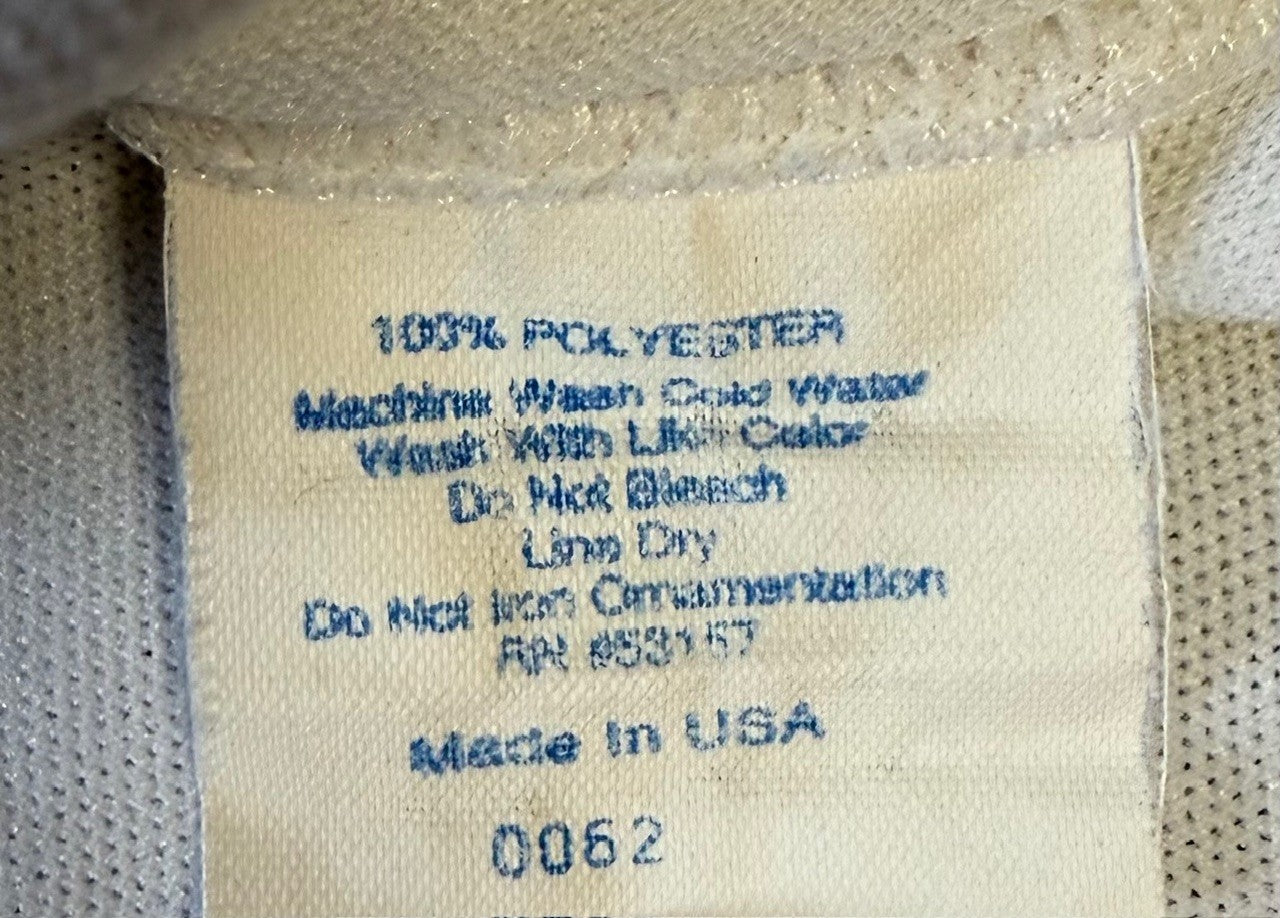 100% POLYESTER
Machine Wash Cold Water
Wash With Like Color
Do Not Bleach
Line Dry
Do Not Iron Ornamentation
RN #53157
Made In USA
0062